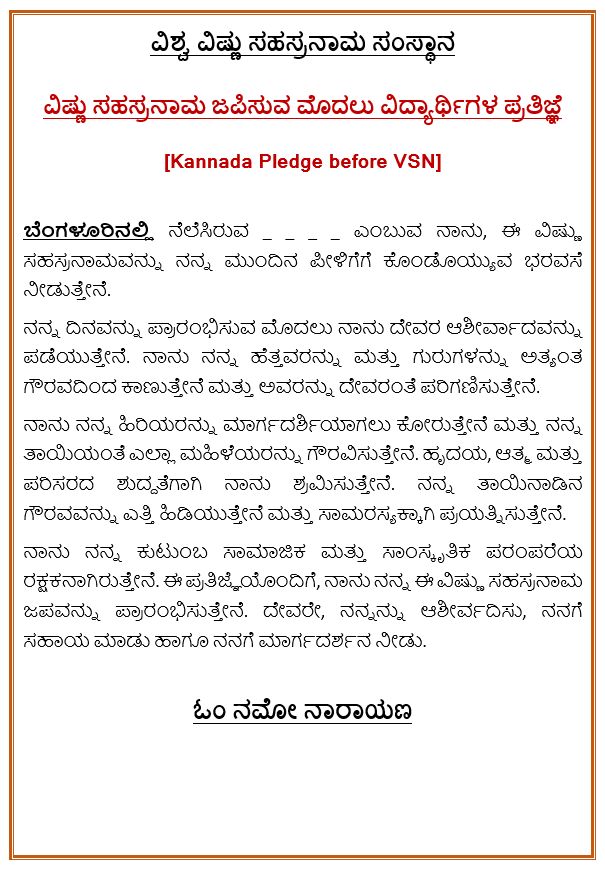 ವಿಶ್ವ ವಿಷ್ಣು ಸಹಸ್ರನಾಮ ಸಂಸ್ಥಾನ
ವಿಷ್ಣು ಸಹಸ್ರನಾಮ ಜಪಿಸುವ ಮೊದಲು ವಿದ್ಯಾರ್ಥಿಗಳ ಪ್ರತಿಜ್ಞೆ
[Kannada Pledge before VSN]
ಬೆಂಗಳೂರಿನಲ್ಲಿ ನೆಲೆಸಿರುವ _ _ _ _ ಎಂಬುವ ನಾನು, ಈ ವಿಷ್ಣು
ಸಹಸ್ರನಾಮವನ್ನು ನನ್ನ ಮುಂದಿನ ಪೀಳಿಗೆಗೆ ಕೊಂಡೊಯ್ಯುವ ಭರವಸೆ
ನೀಡುತ್ತೇನೆ.
ನನ್ನ ದಿನವನ್ನು ಪ್ರಾರಂಭಿಸುವ ಮೊದಲು ನಾನು ದೇವರ ಆಶೀರ್ವಾದವನ್ನು
ಪಡೆಯುತ್ತೇನೆ. ನಾನು ನನ್ನ ಹೆತ್ತವರನ್ನು ಮತ್ತು ಗುರುಗಳನ್ನು ಅತ್ಯಂತ
ಗೌರವದಿಂದ ಕಾಣುತ್ತೇನೆ ಮತ್ತು ಅವರನ್ನು ದೇವರಂತೆ ಪರಿಗಣಿಸುತ್ತೇನೆ.
ನಾನು ನನ್ನ ಹಿರಿಯರನ್ನು ಮಾರ್ಗದರ್ಶಿಯಾಗಲು ಕೋರುತ್ತೇನೆ ಮತ್ತು ನನ್ನ
ತಾಯಿಯಂತೆ ಎಲ್ಲಾ ಮಹಿಳೆಯರನ್ನು ಗೌರವಿಸುತ್ತೇನೆ. ಹೃದಯ, ಆತ್ಮ ಮತ್ತು
ಪರಿಸರದ ಶುದ್ಧತೆಗಾಗಿ ನಾನು ಶ್ರಮಿಸುತ್ತೇನೆ. ನನ್ನ ತಾಯಿನಾಡಿನ
ಗೌರವವನ್ನು ಎತ್ತಿ ಹಿಡಿಯುತ್ತೇನೆ ಮತ್ತು ಸಾಮರಸ್ಯಕ್ಕಾಗಿ ಪ್ರಯತ್ನಿಸುತ್ತೇನೆ.
ನಾನು ನನ್ನ ಕುಟುಂಬ ಸಾಮಾಜಿಕ ಮತ್ತು ಸಾಂಸ್ಕೃತಿಕ ಪರಂಪರೆಯ
ರಕ್ಷಕನಾಗಿರುತ್ತೇನೆ. ಈ ಪ್ರತಿಜ್ಞೆಯೊಂದಿಗೆ, ನಾನು ನನ್ನ ಈ ವಿಷ್ಣು ಸಹಸ್ರನಾಮ
ಜಪವನ್ನು ಪ್ರಾರಂಭಿಸುತ್ತೇನೆ. ದೇವರೇ, ನನ್ನನ್ನು ಆಶೀರ್ವದಿಸು, ನನಗೆ
ಸಹಾಯ ಮಾಡು ಹಾಗೂ ನನಗೆ ಮಾರ್ಗದರ್ಶನ ನೀಡು.
ಓಂ ನಮೋ ನಾರಾಯಣ